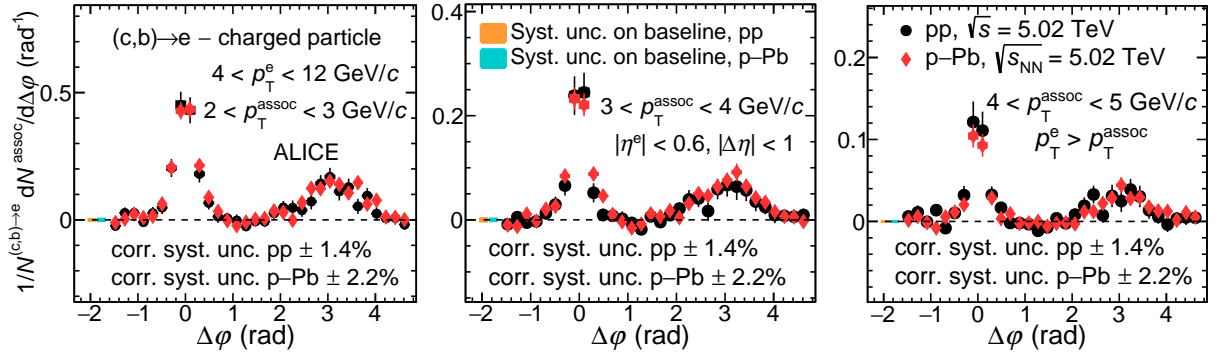 1/N^{(c,b)→e} dN^{assoc}/dΔφ (rad⁻¹)
(c,b)→e – charged particle
4 < p_T^e < 12 GeV/c
2 < p_T^assoc < 3 GeV/c
ALICE
0.5
0
corr. syst. unc. pp ± 1.4%
corr. syst. unc. p–Pb ± 2.2%
−2 −1 0 1 2 3 4
Δφ (rad)
Syst. unc. on baseline, pp
Syst. unc. on baseline, p–Pb
3 < p_T^assoc < 4 GeV/c
|η^e| < 0.6, |Δη| < 1
0.4
0.2
0
corr. syst. unc. pp ± 1.4%
corr. syst. unc. p–Pb ± 2.2%
−2 −1 0 1 2 3 4
Δφ (rad)
pp, √s = 5.02 TeV
p–Pb, √s_NN = 5.02 TeV
4 < p_T^assoc < 5 GeV/c
p_T^e > p_T^assoc
0.2
0.1
0
corr. syst. unc. pp ± 1.4%
corr. syst. unc. p–Pb ± 2.2%
−2 −1 0 1 2 3 4
Δφ (rad)